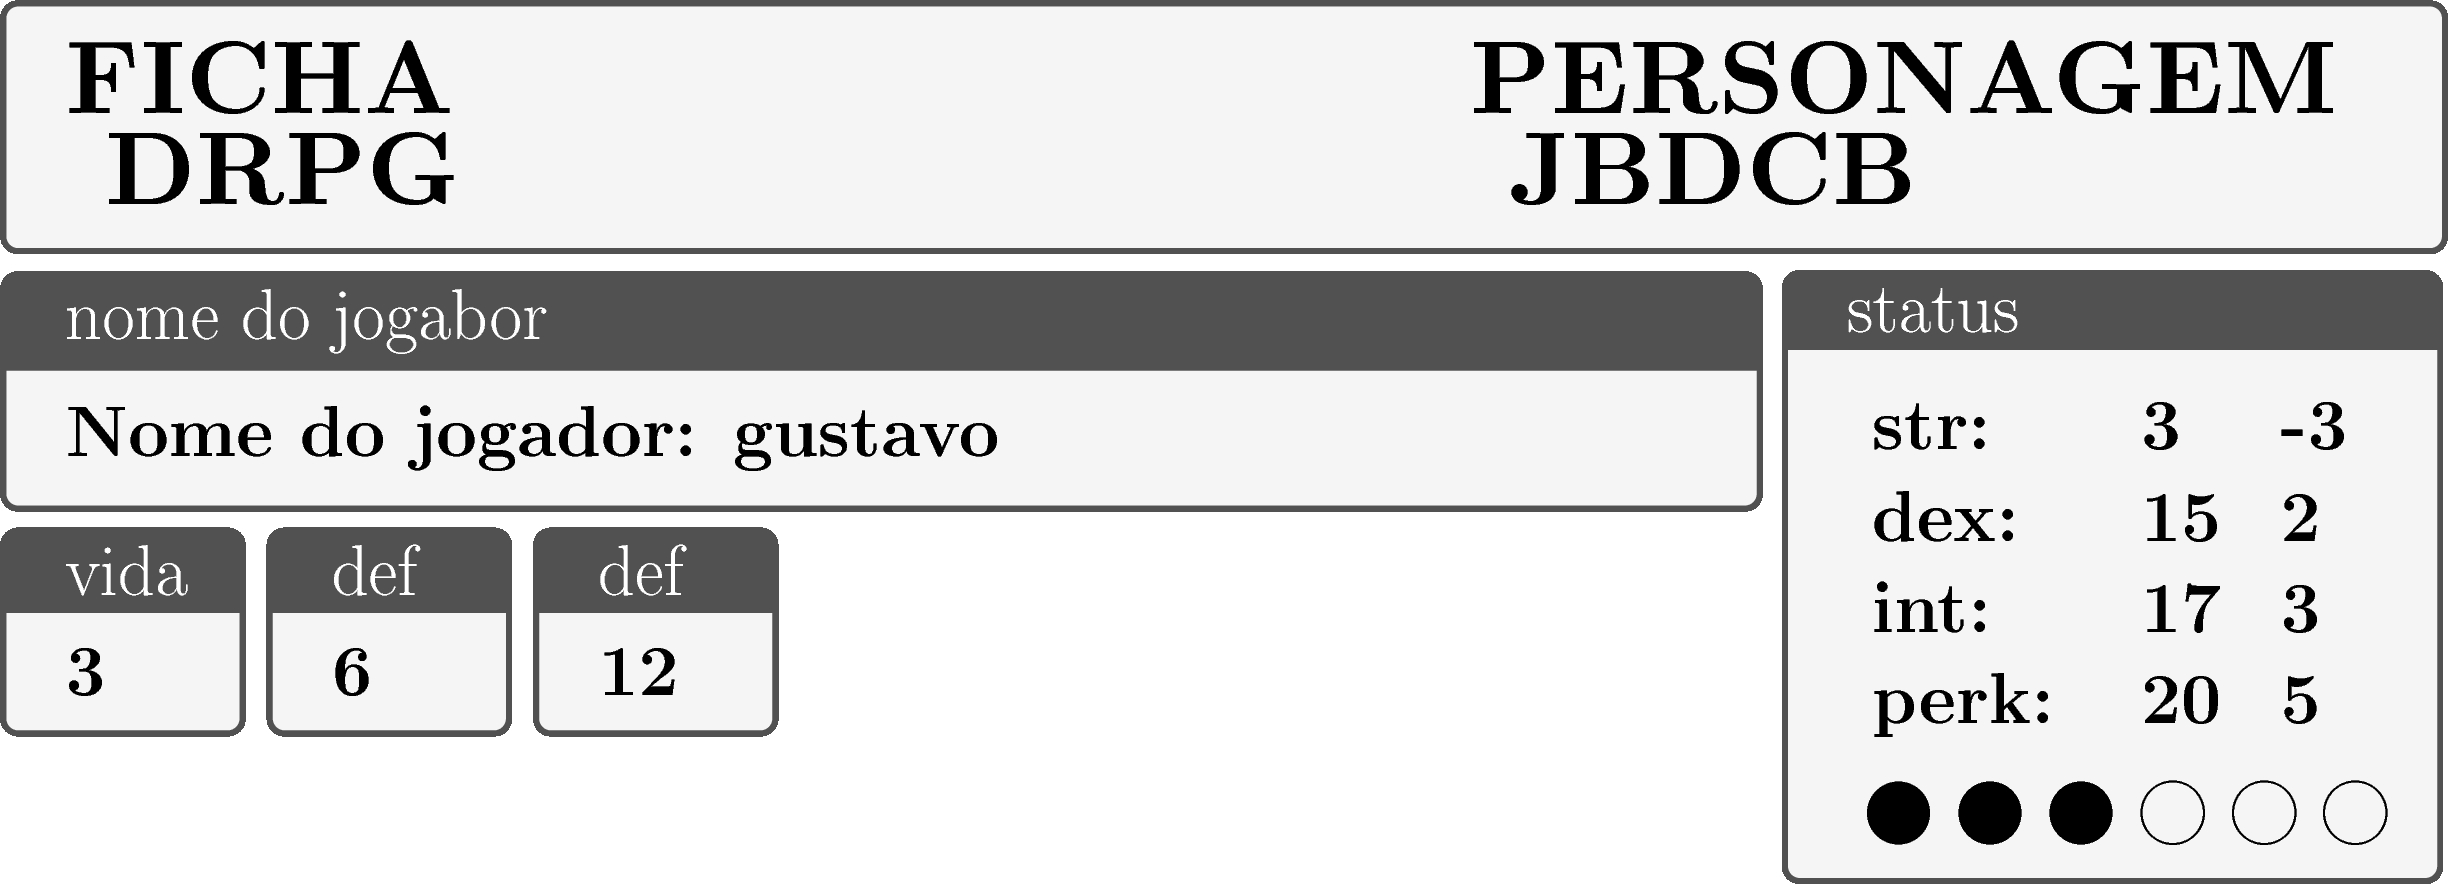 FICHA
DRPG
PERSONAGEM
JBDCB
nome do jogabor
Nome do jogador: gustavo
vida
3
def
6
def
12
status
str: 3 -3
dex: 15 2
int: 17 3
perk: 20 5